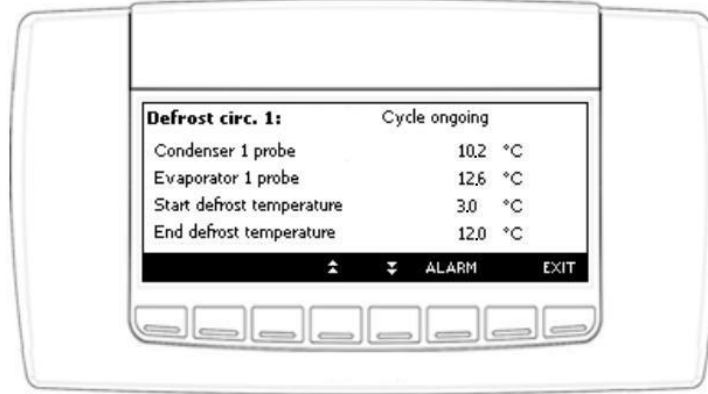 Defrost circ. 1: Cycle ongoing
Condenser 1 probe 10.2 °C
Evaporator 1 probe 12.6 °C
Start defrost temperature 3.0 °C
End defrost temperature 12.0 °C
ALARM EXIT